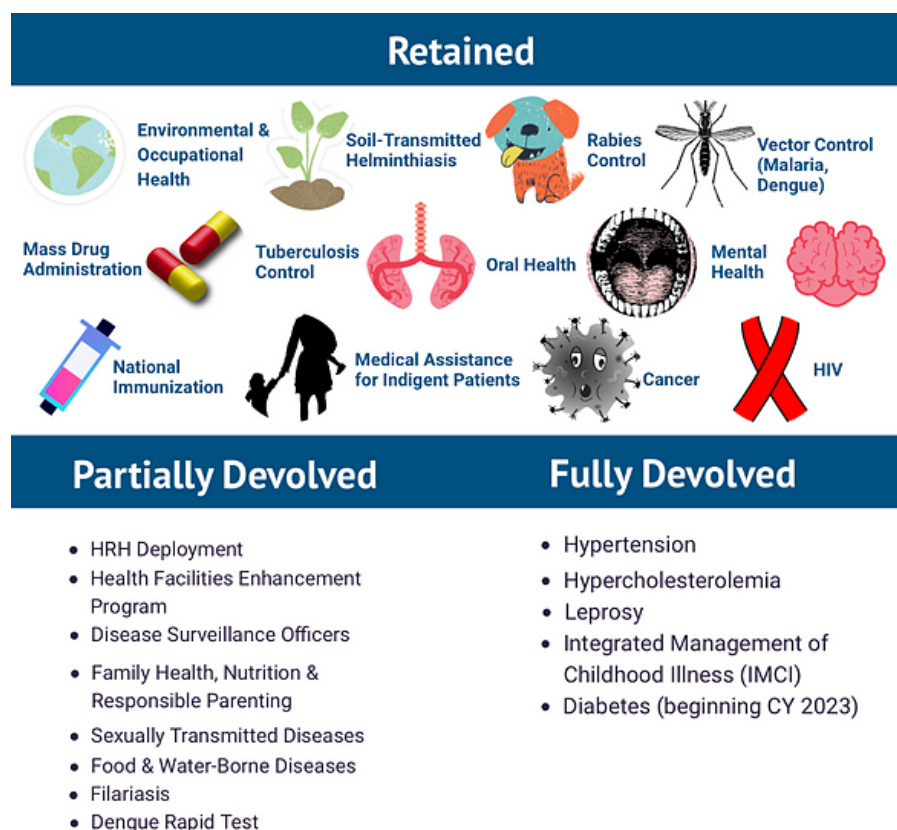 Retained
Environmental &
Occupational
Health
Soil-Transmitted
Helminthiasis
Rabies
Control
Vector Control
(Malaria,
Dengue)
Mass Drug
Administration
Tuberculosis
Control
Oral Health
Mental
Health
National
Immunization
Medical Assistance
for Indigent Patients
Cancer
HIV
Partially Devolved
• HRH Deployment
• Health Facilities Enhancement
Program
• Disease Surveillance Officers
• Family Health, Nutrition &
Responsible Parenting
• Sexually Transmitted Diseases
• Food & Water-Borne Diseases
• Filariasis
• Dengue Rapid Test
Fully Devolved
• Hypertension
• Hypercholesterolemia
• Leprosy
• Integrated Management of
Childhood Illness (IMCI)
• Diabetes (beginning CY 2023)